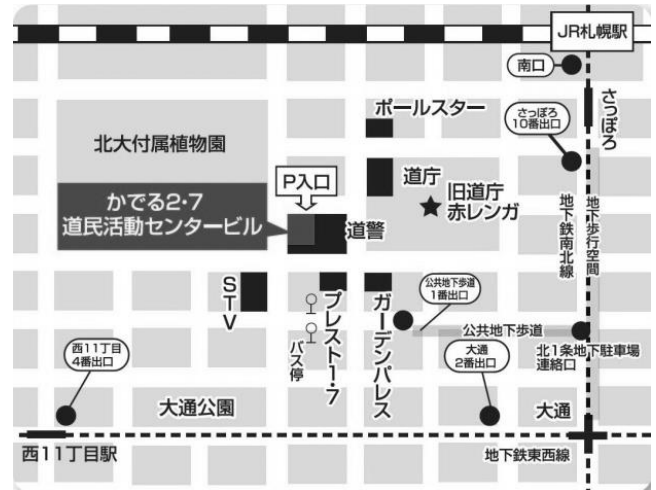 JR札幌駅
南口
さっぽろ
ポールスター
さっぽろ
10番出口
北大付属植物園
P入口
道庁
旧道庁
赤レンガ
かでる2・7
道民活動センタービル
道警
地下鉄南北線
地下歩行空間
STV
バス停
プレスト1・7
ガーデンパレス
公共地下歩道
1番出口
公共地下歩道
北1条地下駐車場
連絡口
西11丁目
4番出口
大通
2番出口
大通公園
大通
西11丁目駅
地下鉄東西線